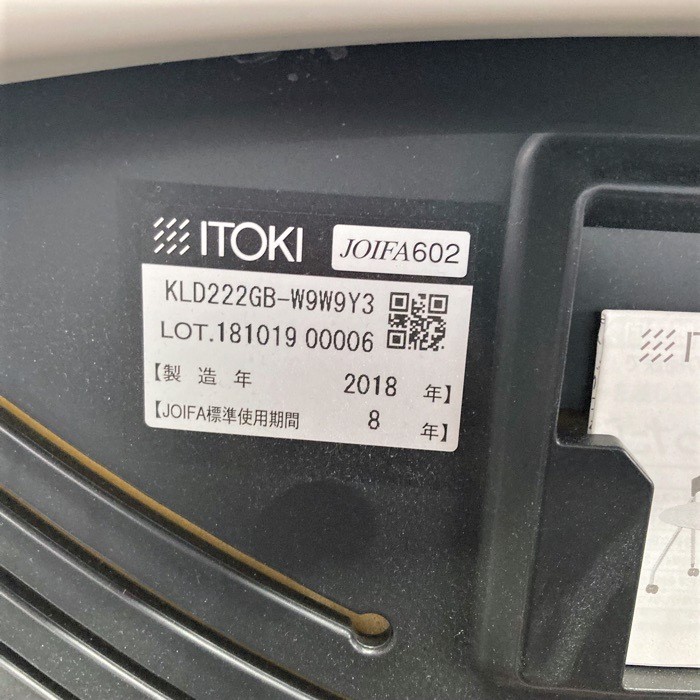 ITOKI
JOIFA602
KLD222GB-W9W9Y3
LOT.181019 00006
【製 造 年 2018 年】
【JOIFA標準使用期間 8 年】